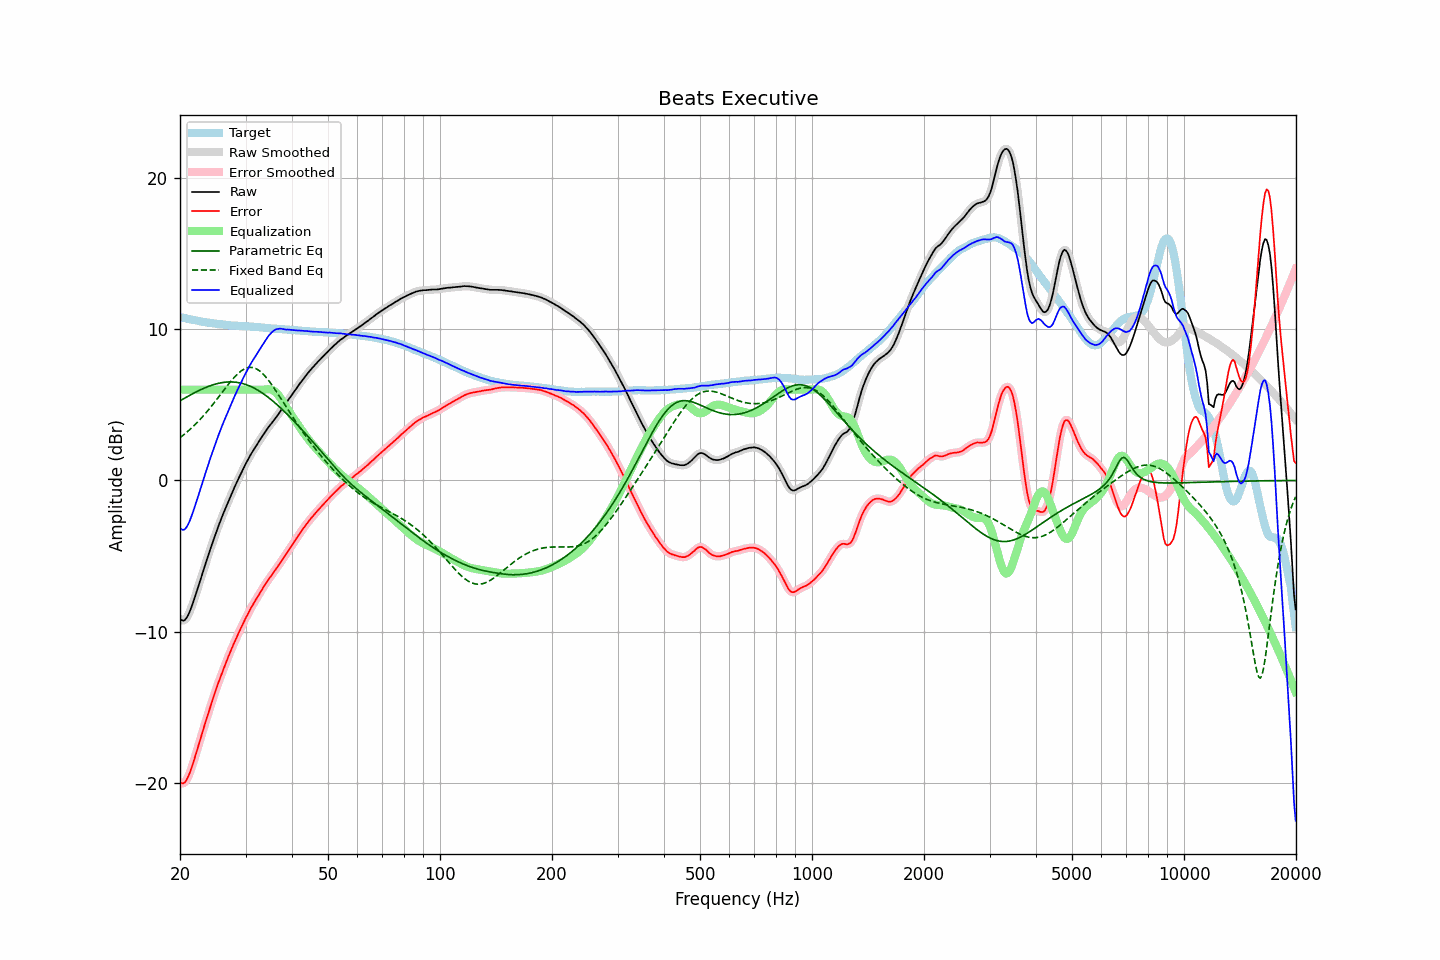 Beats Executive
Target
Raw Smoothed
Error Smoothed
Raw
Error
Equalization
Parametric Eq
Fixed Band Eq
Equalized
Amplitude (dBr)
20
10
0
−10
−20
20 50 100 200 500 1000 2000 5000 10000 20000
Frequency (Hz)